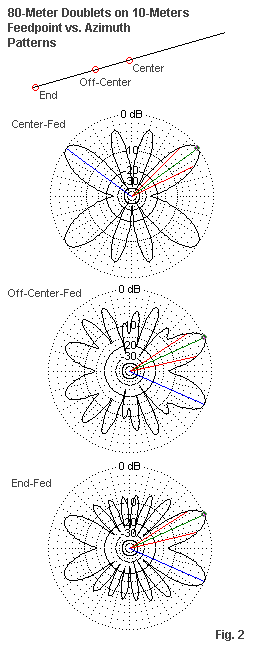 80-Meter Doublets on 10-Meters
Feedpoint vs. Azimuth
Patterns
Center
Off-Center
End
Center-Fed
0 dB
10
20
30
Off-Center-Fed
0 dB
10
20
30
End-Fed
0 dB
10
20
30
Fig. 2